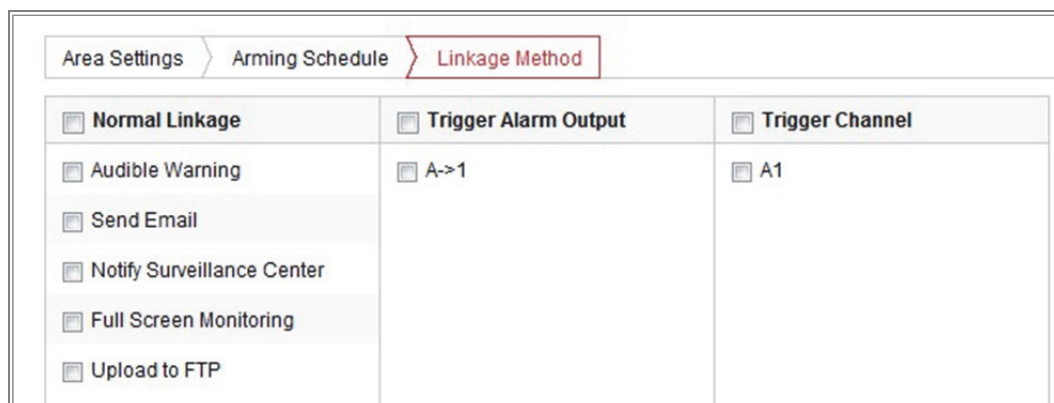 Area Settings Arming Schedule Linkage Method
Normal Linkage Trigger Alarm Output Trigger Channel
Audible Warning A->1 A1
Send Email
Notify Surveillance Center
Full Screen Monitoring
Upload to FTP